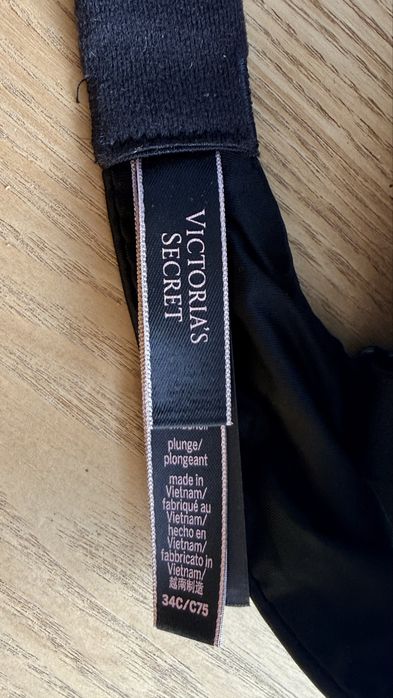 VICTORIA'S
SECRET
plunge/
plongeant
made in
Vietnam/
fabriqué au
Vietnam/
hecho en
Vietnam/
fabbricato in
Vietnam/
越南制造
34C/C75